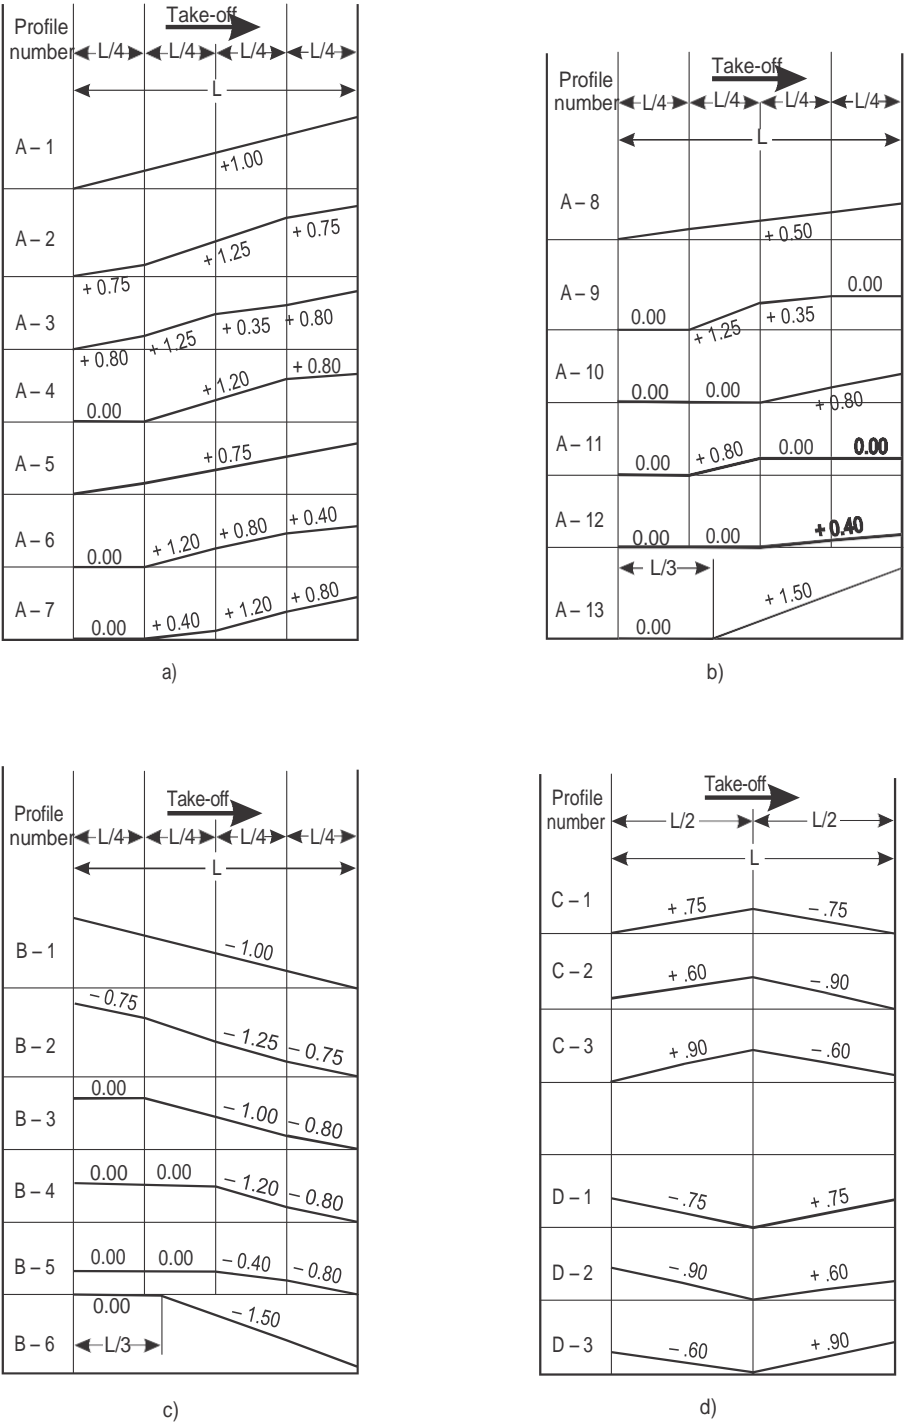 Take-off
Profile
number
L/4 L/4 L/4 L/4
L
A – 1
+1.00
A – 2
+ 0.75
+ 1.25
+ 0.75
A – 3
+ 0.80
+ 1.25
+ 0.35
+ 0.80
A – 4
0.00
+ 1.20
+ 0.80
A – 5
+ 0.75
A – 6
0.00
+ 1.20
+ 0.80
+ 0.40
A – 7
0.00
+ 0.40
+ 1.20
+ 0.80
a)
Take-off
Profile
number
L/4 L/4 L/4 L/4
L
A – 8
+ 0.50
A – 9
0.00
+ 1.25
+ 0.35
0.00
A – 10
0.00
0.00
+ 0.80
A – 11
0.00
+ 0.80
0.00
0.00
A – 12
0.00
0.00
+ 0.40
L/3
A – 13
0.00
+ 1.50
b)
Take-off
Profile
number
L/4 L/4 L/4 L/4
L
B – 1
– 1.00
B – 2
– 0.75
– 1.25
– 0.75
B – 3
0.00
– 1.00
– 0.80
B – 4
0.00
0.00
– 1.20
– 0.80
B – 5
0.00
0.00
– 0.40
– 0.80
B – 6
0.00
– 1.50
L/3
c)
Take-off
Profile
number
L/2 L/2
L
C – 1
+ .75
– .75
C – 2
+ .60
– .90
C – 3
+ .90
– .60
D – 1
– .75
+ .75
D – 2
– .90
+ .60
D – 3
– .60
+ .90
d)